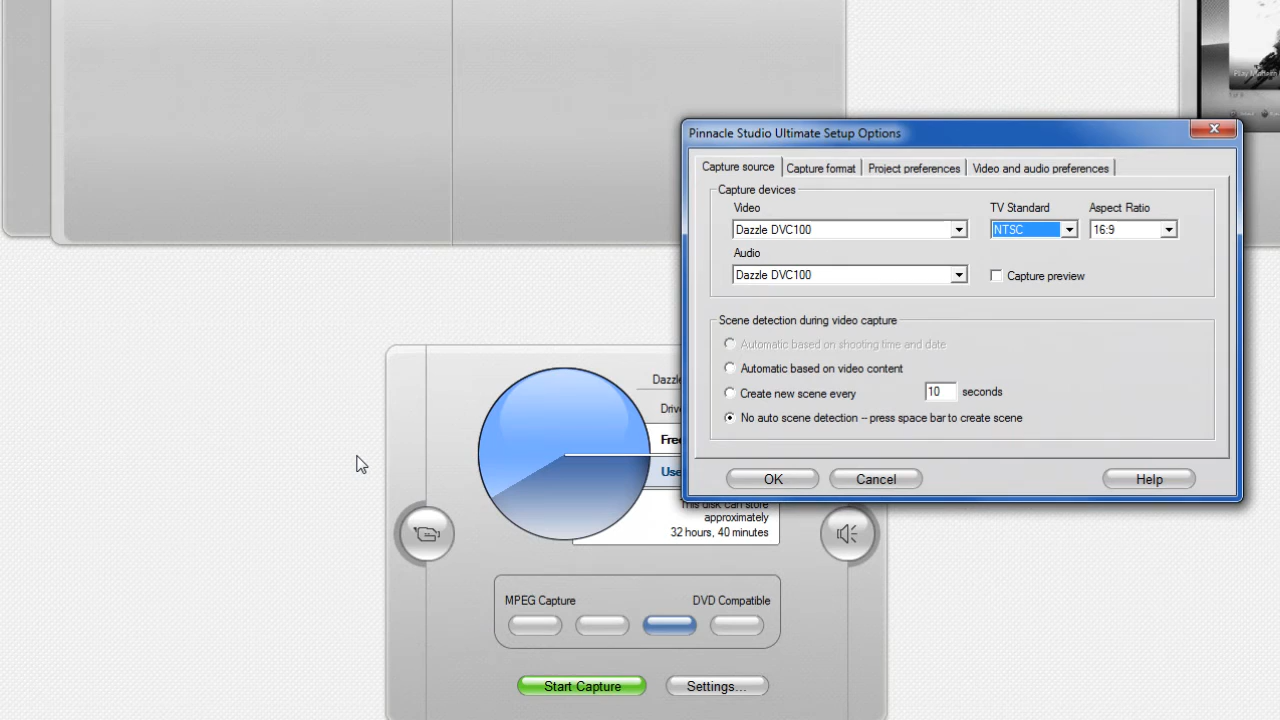 Pinnacle Studio Ultimate Setup Options
Capture source
Capture format
Project preferences
Video and audio preferences
Capture devices
Video
TV Standard
Aspect Ratio
Dazzle DVC100
NTSC
16:9
Audio
Dazzle DVC100
Capture preview
Scene detection during video capture
Automatic based on shooting time and date
Automatic based on video content
Create new scene every 10 seconds
No auto scene detection -- press space bar to create scene
OK
Cancel
Help
Dazzle
Drive
Free
Use
This disk can store
approximately
32 hours, 40 minutes
MPEG Capture
DVD Compatible
Start Capture
Settings...